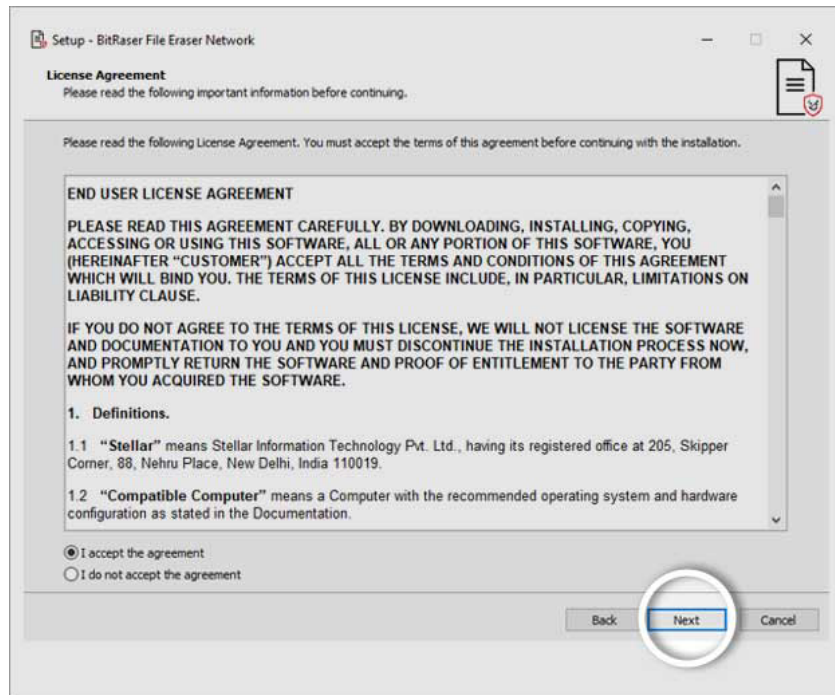 Setup - BitRaser File Eraser Network
License Agreement
Please read the following important information before continuing.
Please read the following License Agreement. You must accept the terms of this agreement before continuing with the installation.
END USER LICENSE AGREEMENT
PLEASE READ THIS AGREEMENT CAREFULLY. BY DOWNLOADING, INSTALLING, COPYING,
ACCESSING OR USING THIS SOFTWARE, ALL OR ANY PORTION OF THIS SOFTWARE, YOU
(HEREINAFTER “CUSTOMER”) ACCEPT ALL THE TERMS AND CONDITIONS OF THIS AGREEMENT
WHICH WILL BIND YOU. THE TERMS OF THIS LICENSE INCLUDE, IN PARTICULAR, LIMITATIONS ON
LIABILITY CLAUSE.
IF YOU DO NOT AGREE TO THE TERMS OF THIS LICENSE, WE WILL NOT LICENSE THE SOFTWARE
AND DOCUMENTATION TO YOU AND YOU MUST DISCONTINUE THE INSTALLATION PROCESS NOW,
AND PROMPTLY RETURN THE SOFTWARE AND PROOF OF ENTITLEMENT TO THE PARTY FROM
WHOM YOU ACQUIRED THE SOFTWARE.
1. Definitions.
1.1 “Stellar” means Stellar Information Technology Pvt. Ltd., having its registered office at 205, Skipper
Corner, 88, Nehru Place, New Delhi, India 110019.
1.2 “Compatible Computer” means a Computer with the recommended operating system and hardware
configuration as stated in the Documentation.
I accept the agreement
I do not accept the agreement
Back Next Cancel